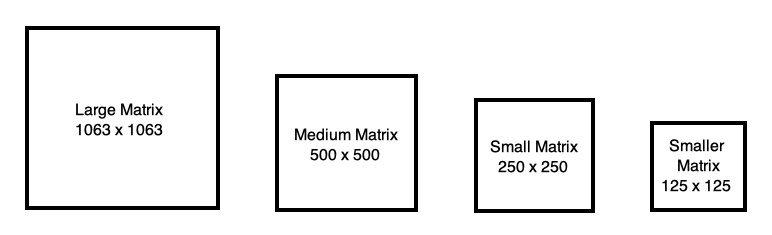 Large Matrix
1063 x 1063
Medium Matrix
500 x 500
Small Matrix
250 x 250
Smaller
Matrix
125 x 125